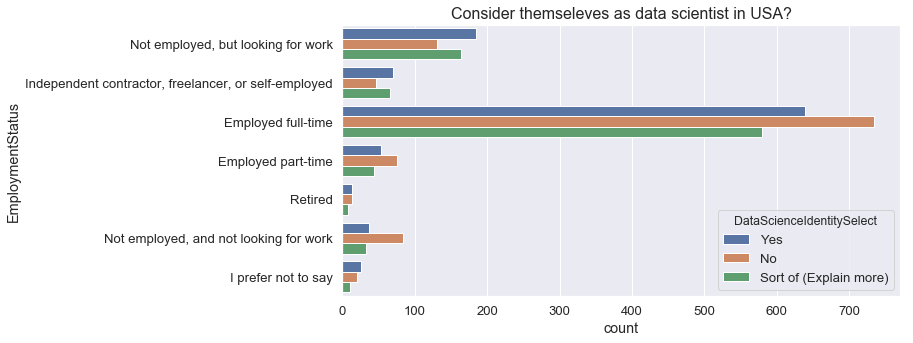 Consider themseleves as data scientist in USA?
EmploymentStatus
Not employed, but looking for work
Independent contractor, freelancer, or self-employed
Employed full-time
Employed part-time
Retired
Not employed, and not looking for work
I prefer not to say
DataScienceIdentitySelect
Yes
No
Sort of (Explain more)
0 100 200 300 400 500 600 700
count